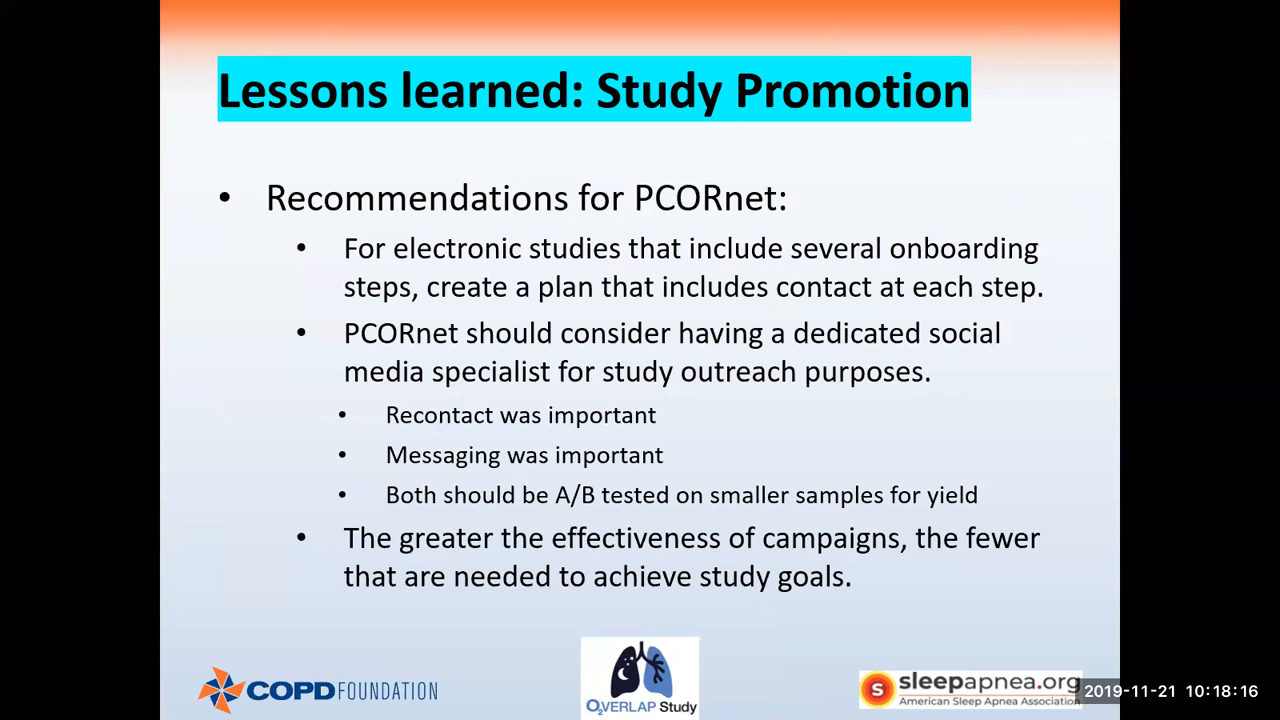 Lessons learned: Study Promotion
• Recommendations for PCORnet:
• For electronic studies that include several onboarding
steps, create a plan that includes contact at each step.
• PCORnet should consider having a dedicated social
media specialist for study outreach purposes.
• Recontact was important
• Messaging was important
• Both should be A/B tested on smaller samples for yield
• The greater the effectiveness of campaigns, the fewer
that are needed to achieve study goals.
COPDFOUNDATION
O2VERLAP Study
S sleepapnea.org
American Sleep Apnea Association
2019-11-21 10:18:16